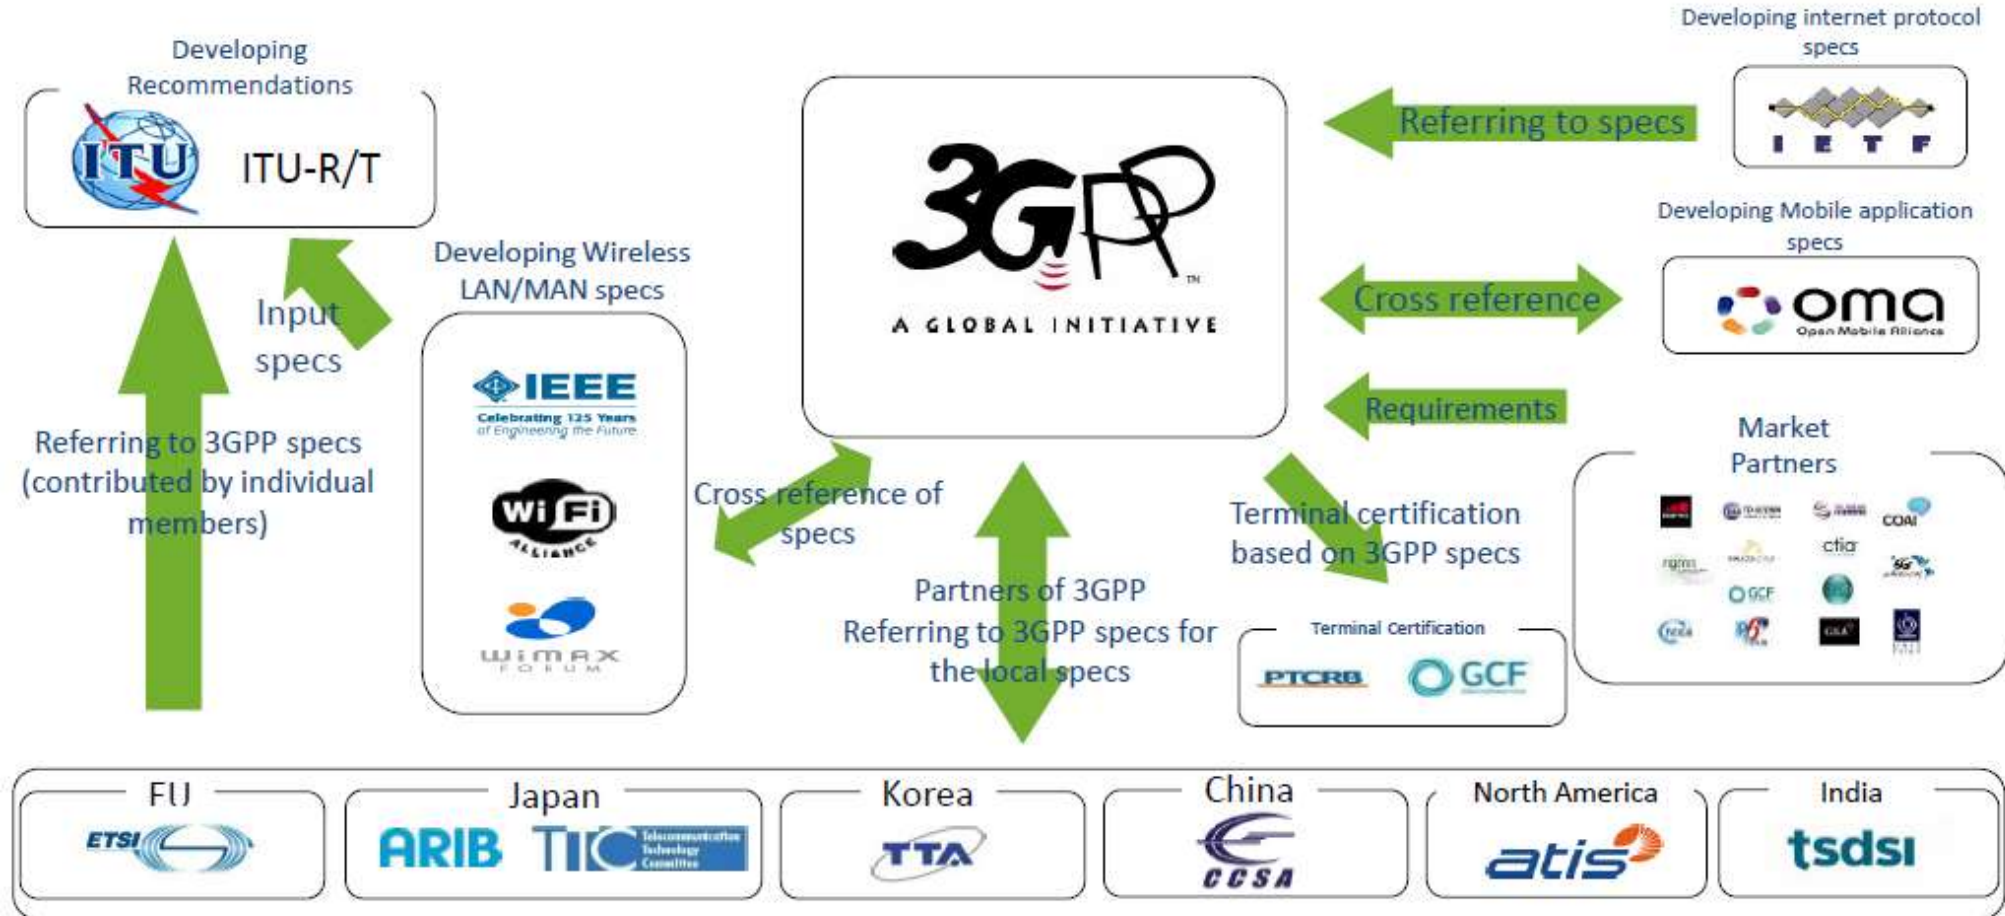 Developing
Recommendations
ITU
ITU-R/T
Developing internet protocol
specs
I E T F
Referring to specs
3GPP
TM
A GLOBAL INITIATIVE
Developing Mobile application
specs
oma
Open Mobile Alliance
Cross reference
Requirements
Developing Wireless
LAN/MAN specs
Input
specs
IEEE
Celebrating 125 Years
of Engineering the Future
Wi Fi
ALLIANCE
WiMAX
FORUM
Referring to 3GPP specs
(contributed by individual
members)
Cross reference of
specs
Partners of 3GPP
Referring to 3GPP specs for
the local specs
Terminal certification
based on 3GPP specs
Terminal Certification
PTCRB
GCF
Market
Partners
COAI
ngmn
ctia
5G
GCF
GSA
EU
ETSI
Japan
ARIB
TTC
Telecommunication
Technology
Committee
Korea
TTA
China
CCSA
North America
atis
India
tsdsi